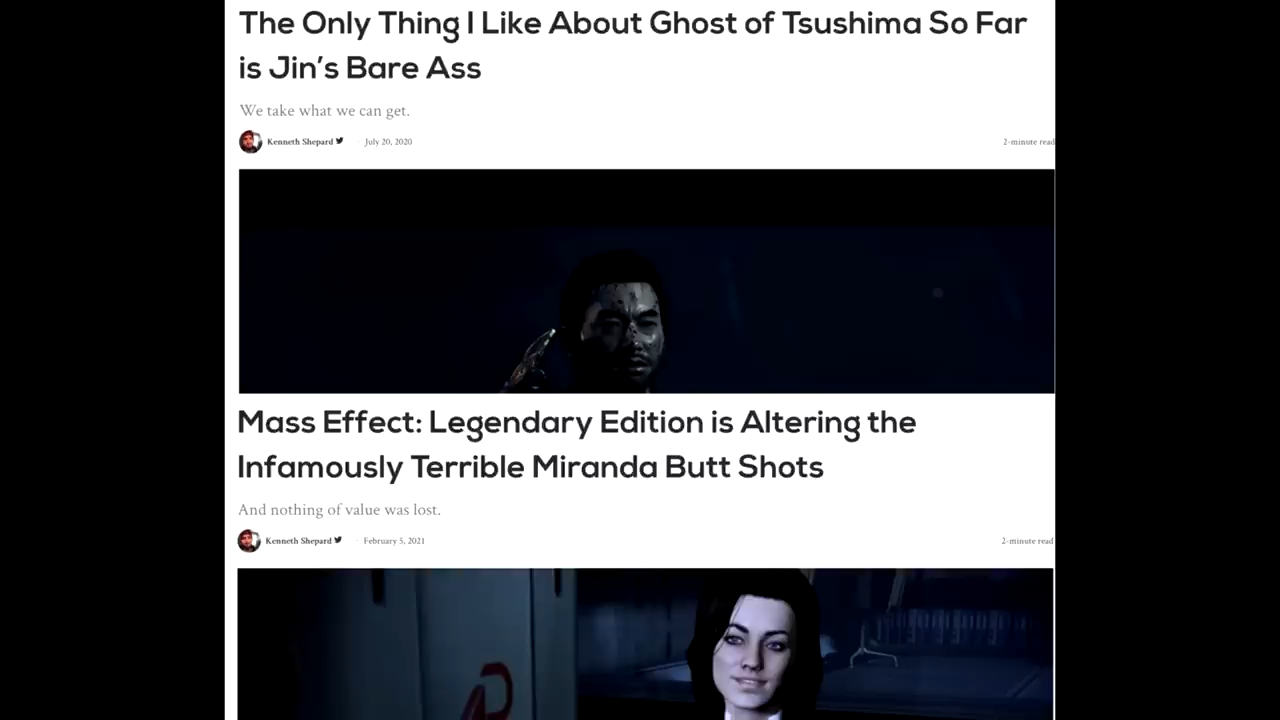 The Only Thing I Like About Ghost of Tsushima So Far
is Jin’s Bare Ass
We take what we can get.
Kenneth Shepard · July 20, 2020 2-minute read
Mass Effect: Legendary Edition is Altering the
Infamously Terrible Miranda Butt Shots
And nothing of value was lost.
Kenneth Shepard · February 5, 2021 2-minute read